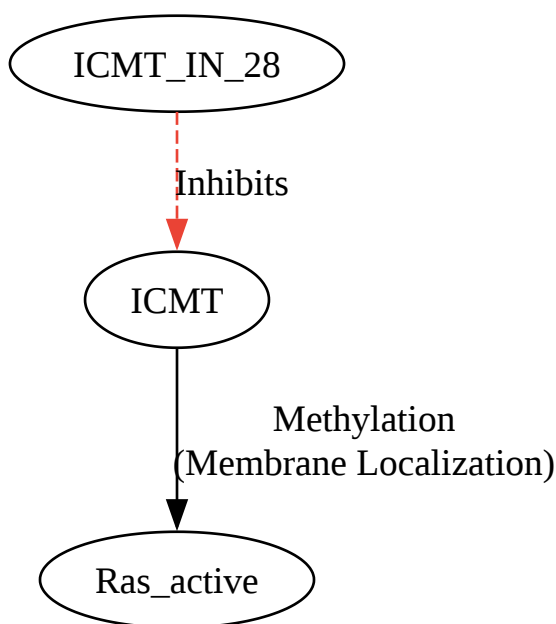 ICMT_IN_28
Inhibits
ICMT
Methylation
(Membrane Localization)
Ras_active